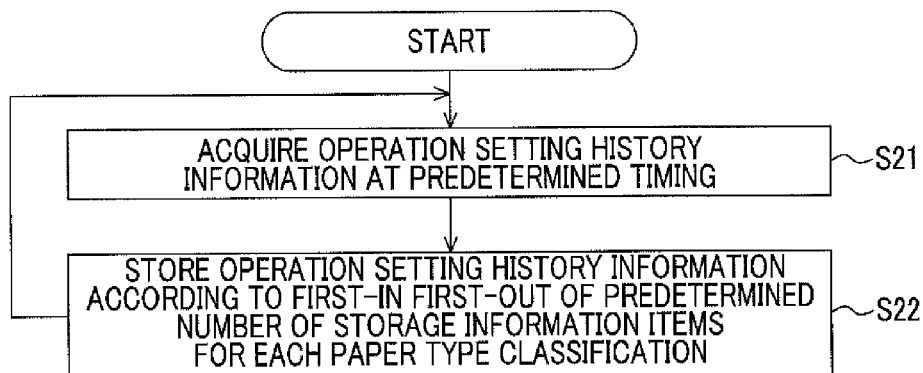 START
ACQUIRE OPERATION SETTING HISTORY
INFORMATION AT PREDETERMINED TIMING
S21
STORE OPERATION SETTING HISTORY INFORMATION
ACCORDING TO FIRST-IN FIRST-OUT OF PREDETERMINED
NUMBER OF STORAGE INFORMATION ITEMS
FOR EACH PAPER TYPE CLASSIFICATION
S22